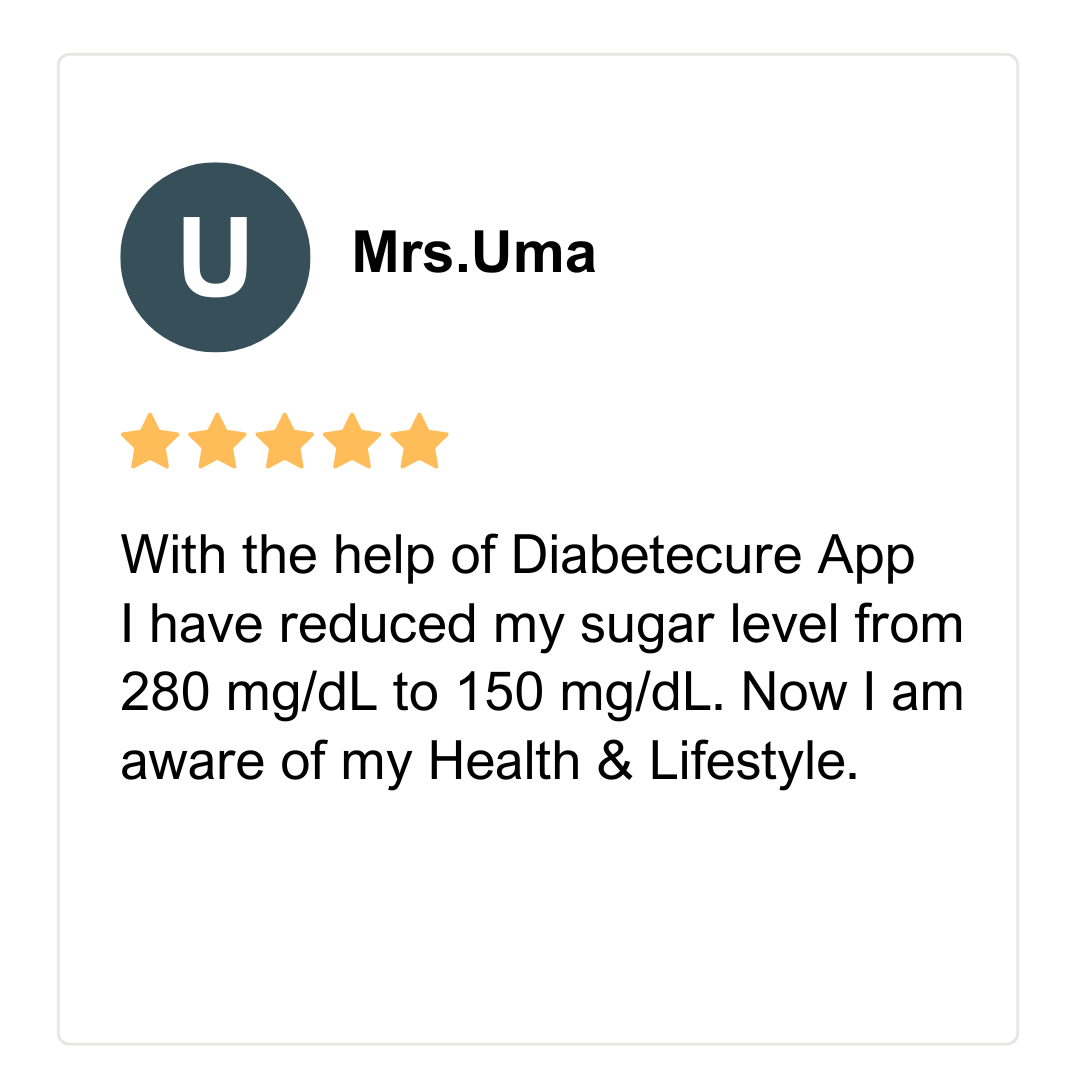 U
Mrs.Uma
With the help of Diabetecure App
I have reduced my sugar level from
280 mg/dL to 150 mg/dL. Now I am
aware of my Health & Lifestyle.